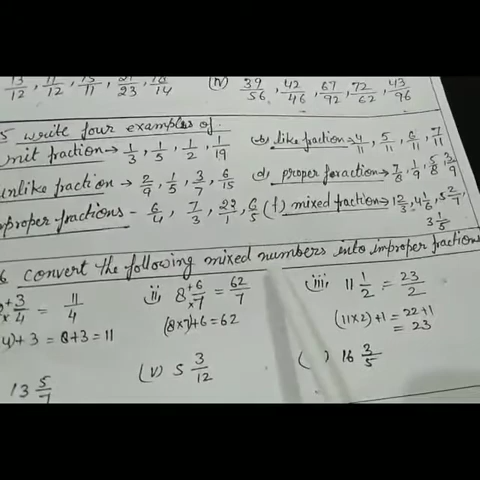 13/12, 11/12, 15/11, 21/23, 18/14 (iv) 39/56, 42/46, 67/92, 72/62, 43/96
5 write four examples of.
unit fraction → 1/3, 1/5, 1/2, 1/19 (b) like fraction → 4/11, 5/11, 6/11, 7/11
unlike fraction → 2/9, 1/5, 3/7, 6/15 (d) proper foraction → 7/8, 1/9, 5/8, 3/9
mproper fractions - 6/4, 7/3, 22/1, 6/5 (f) mixed faction → 1 2/3, 4 1/6, 5 2/7, 3 1/5
6 convert the following mixed numbers into improper fractions
2 + 3 / × 4 = 11/4 ii, 8 + 6 / × 7 = 62/7 iii, 11 1/2 = 23/2
4) + 3 = 8 + 3 = 11 (8×7)+6 = 62 (11×2)+1 = 22+1
= 23
13 5/7 (v) 5 3/12 ( ) 16 3/5